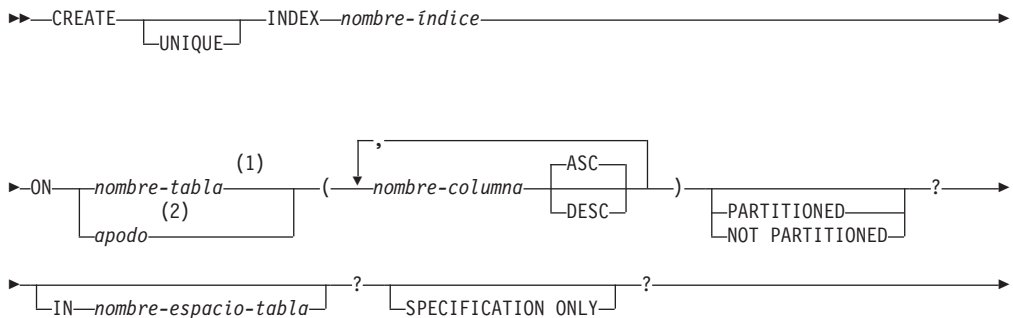 CREATE UNIQUE INDEX nombre-índice
ON nombre-tabla (1) ( nombre-columna , ASC DESC ) PARTITIONED NOT PARTITIONED ?
apodo (2)
IN nombre-espacio-tabla ? SPECIFICATION ONLY ?